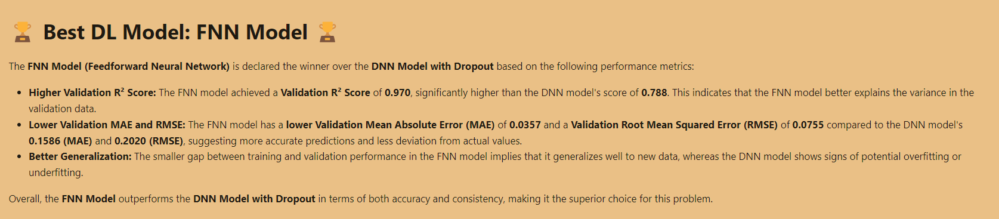 🏆 Best DL Model: FNN Model 🏆
The FNN Model (Feedforward Neural Network) is declared the winner over the DNN Model with Dropout based on the following performance metrics:
• Higher Validation R² Score: The FNN model achieved a Validation R² Score of 0.970, significantly higher than the DNN model's score of 0.788. This indicates that the FNN model better explains the variance in the
validation data.
• Lower Validation MAE and RMSE: The FNN model has a lower Validation Mean Absolute Error (MAE) of 0.0357 and a Validation Root Mean Squared Error (RMSE) of 0.0755 compared to the DNN model's
0.1586 (MAE) and 0.2020 (RMSE), suggesting more accurate predictions and less deviation from actual values.
• Better Generalization: The smaller gap between training and validation performance in the FNN model implies that it generalizes well to new data, whereas the DNN model shows signs of potential overfitting or
underfitting.
Overall, the FNN Model outperforms the DNN Model with Dropout in terms of both accuracy and consistency, making it the superior choice for this problem.